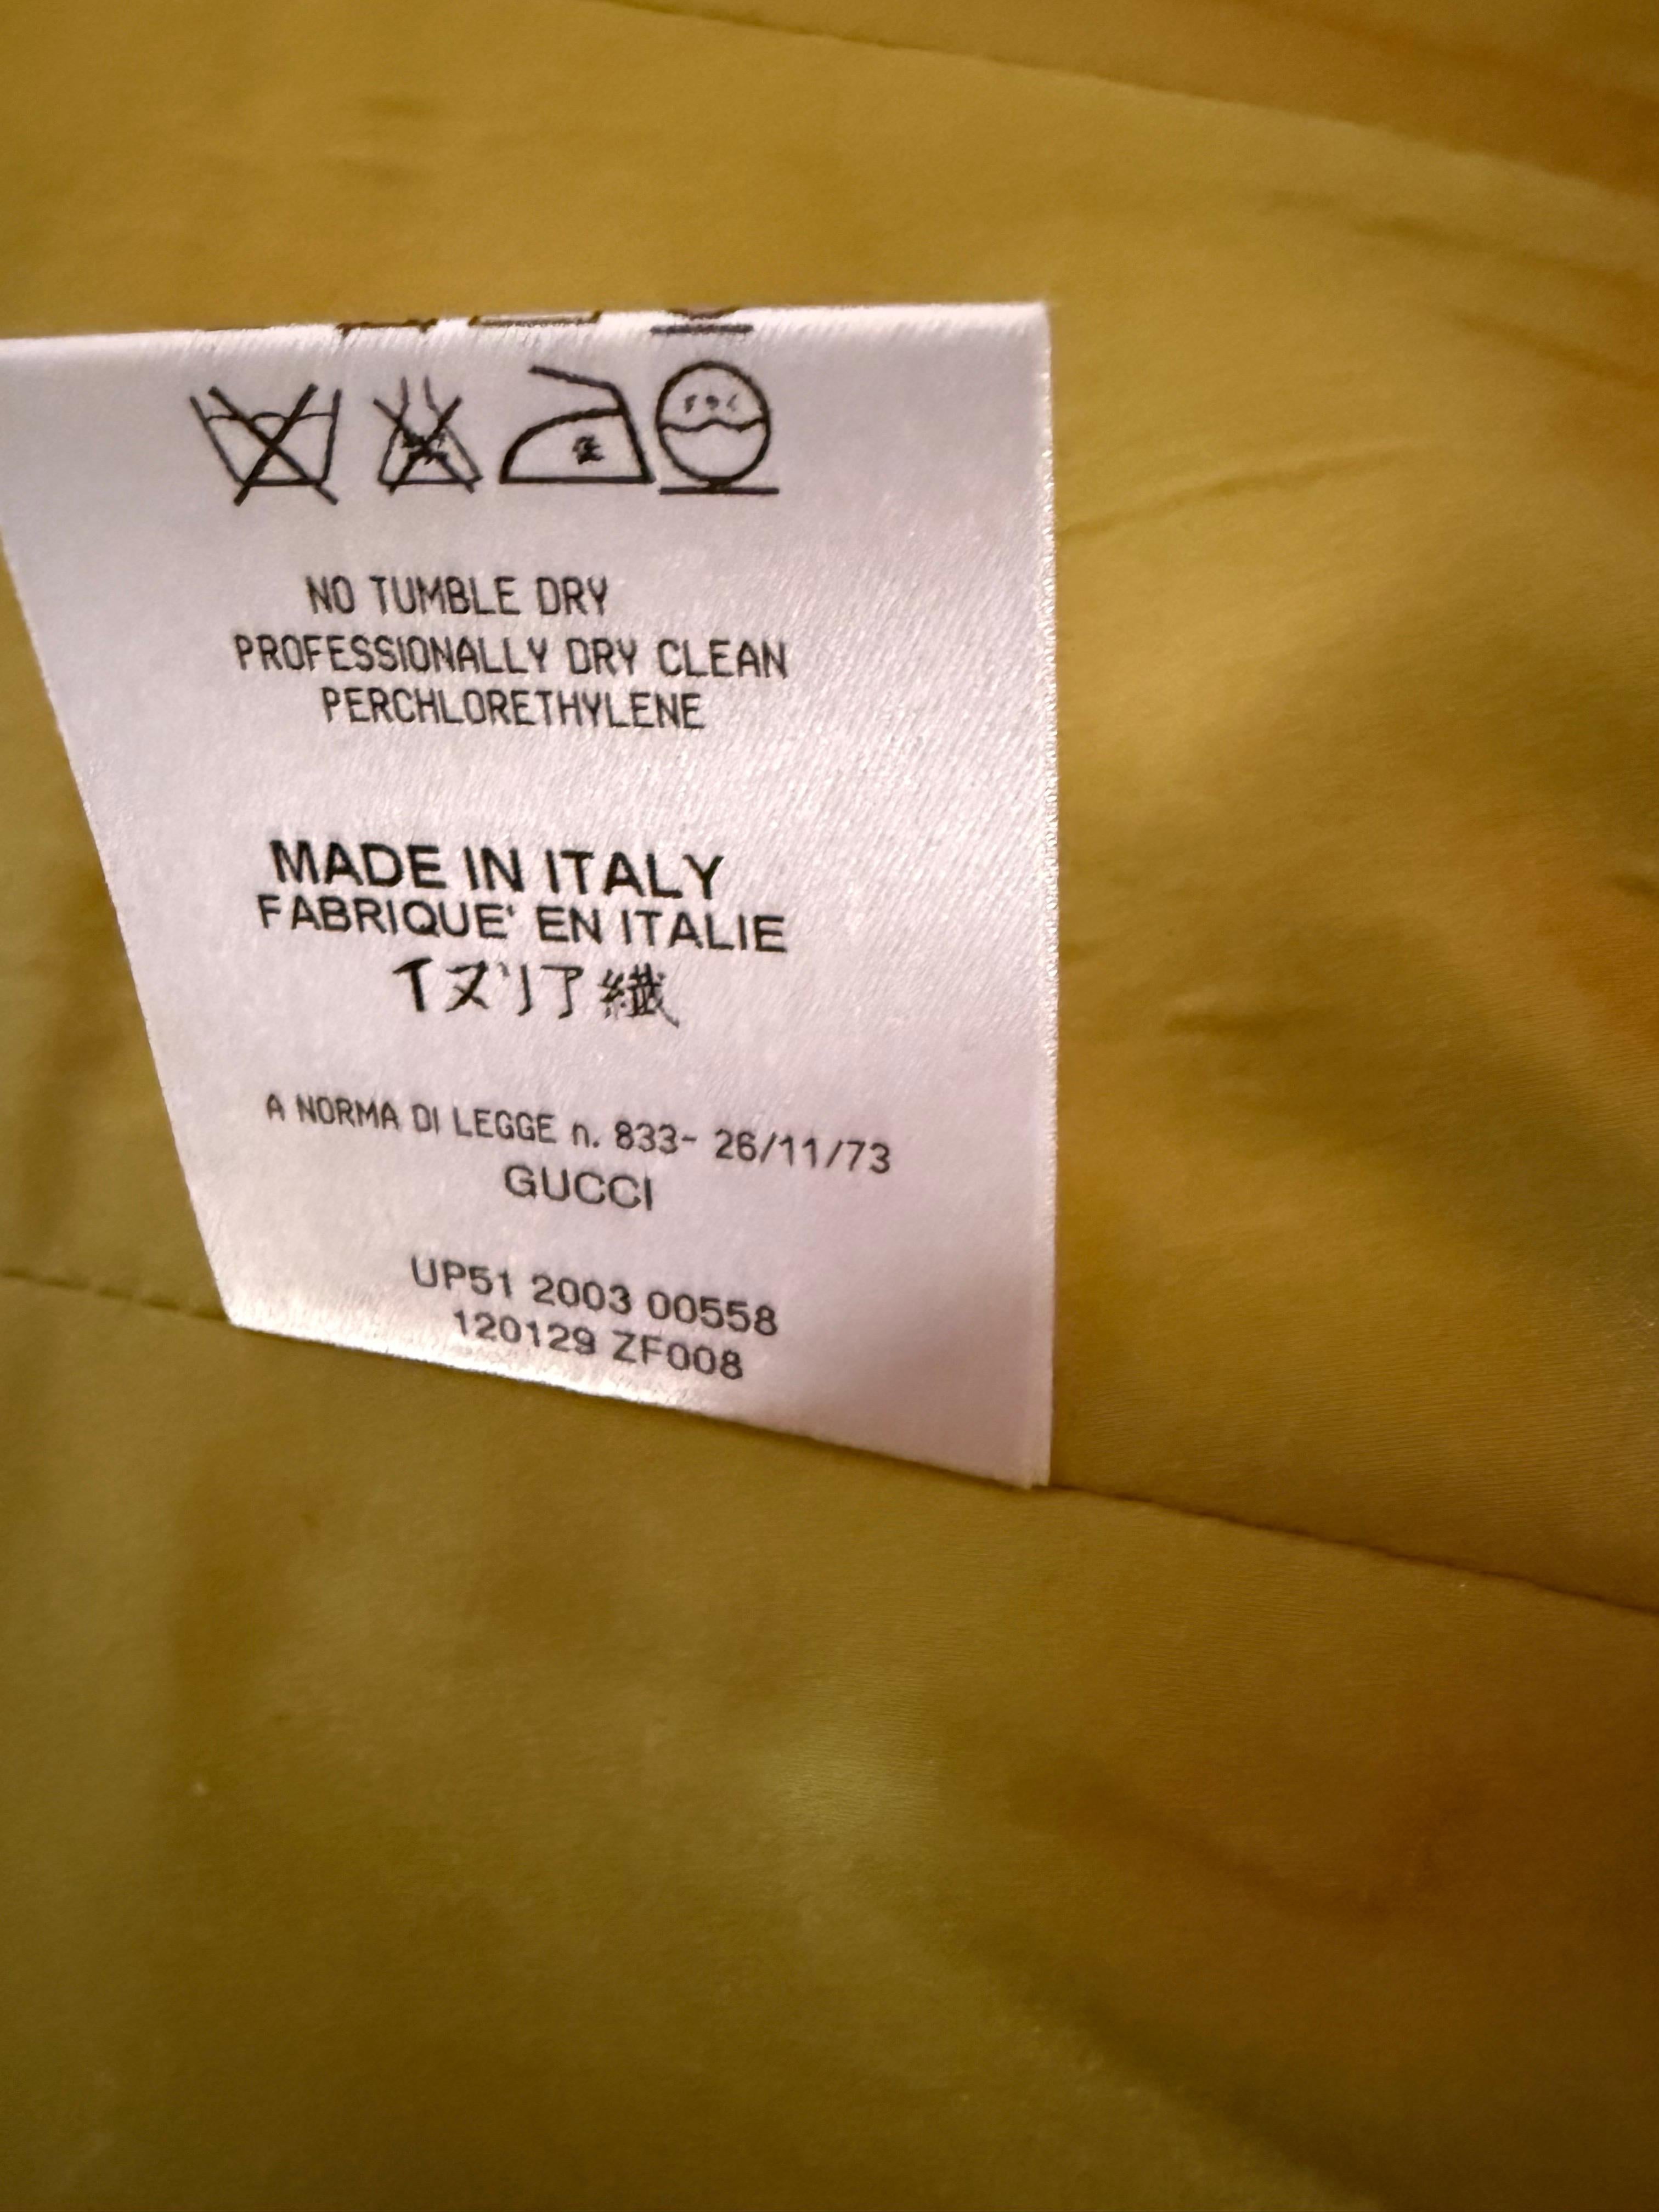 NO TUMBLE DRY
PROFESSIONALLY DRY CLEAN
PERCHLORETHYLENE
MADE IN ITALY
FABRIQUE' EN ITALIE
A NORMA DI LEGGE n. 833- 26/11/73
GUCCI
UP51 2003 00558
120129 ZF008